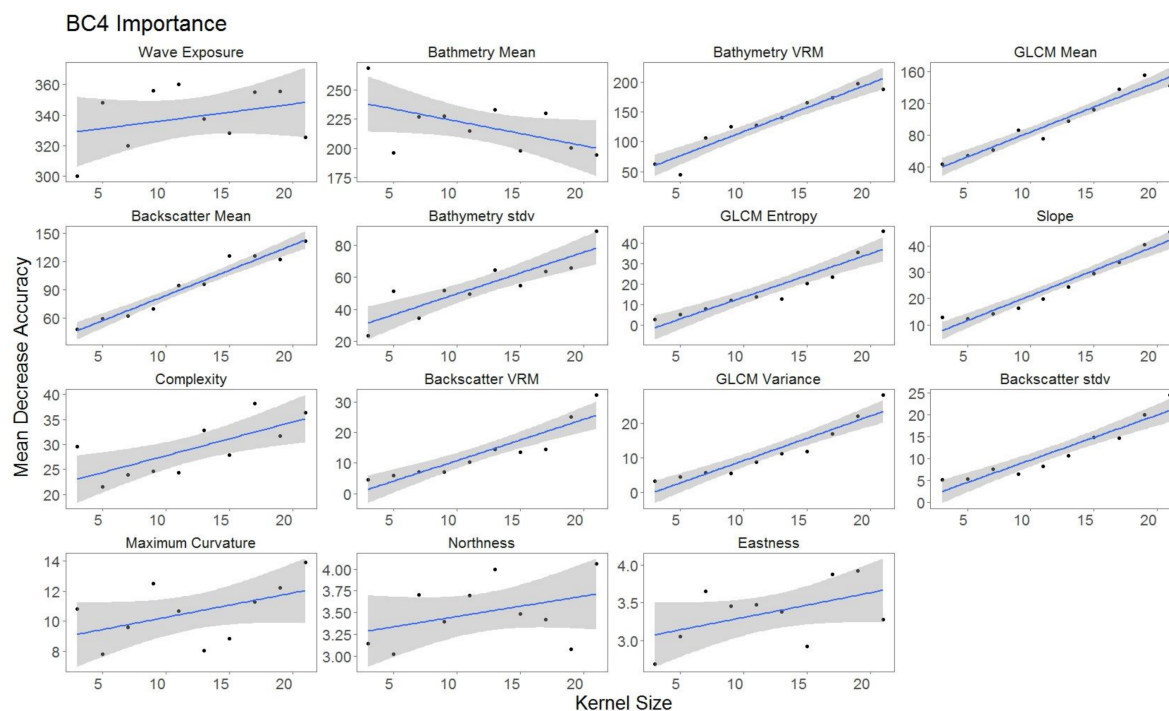 BC4 Importance
Wave Exposure
360
340
320
300
5 10 15 20
Bathmetry Mean
250
225
200
175
5 10 15 20
Bathymetry VRM
200
150
100
50
5 10 15 20
GLCM Mean
160
120
80
40
5 10 15 20
Backscatter Mean
150
120
90
60
5 10 15 20
Bathymetry stdv
80
60
40
20
5 10 15 20
GLCM Entropy
40
30
20
10
0
5 10 15 20
Slope
40
30
20
10
5 10 15 20
Complexity
40
35
30
25
20
5 10 15 20
Backscatter VRM
30
20
10
0
5 10 15 20
GLCM Variance
20
10
0
5 10 15 20
Backscatter stdv
25
20
15
10
5
0
5 10 15 20
Maximum Curvature
14
12
10
8
5 10 15 20
Northness
4.00
3.75
3.50
3.25
3.00
5 10 15 20
Eastness
4.0
3.5
3.0
5 10 15 20
Mean Decrease Accuracy
Kernel Size